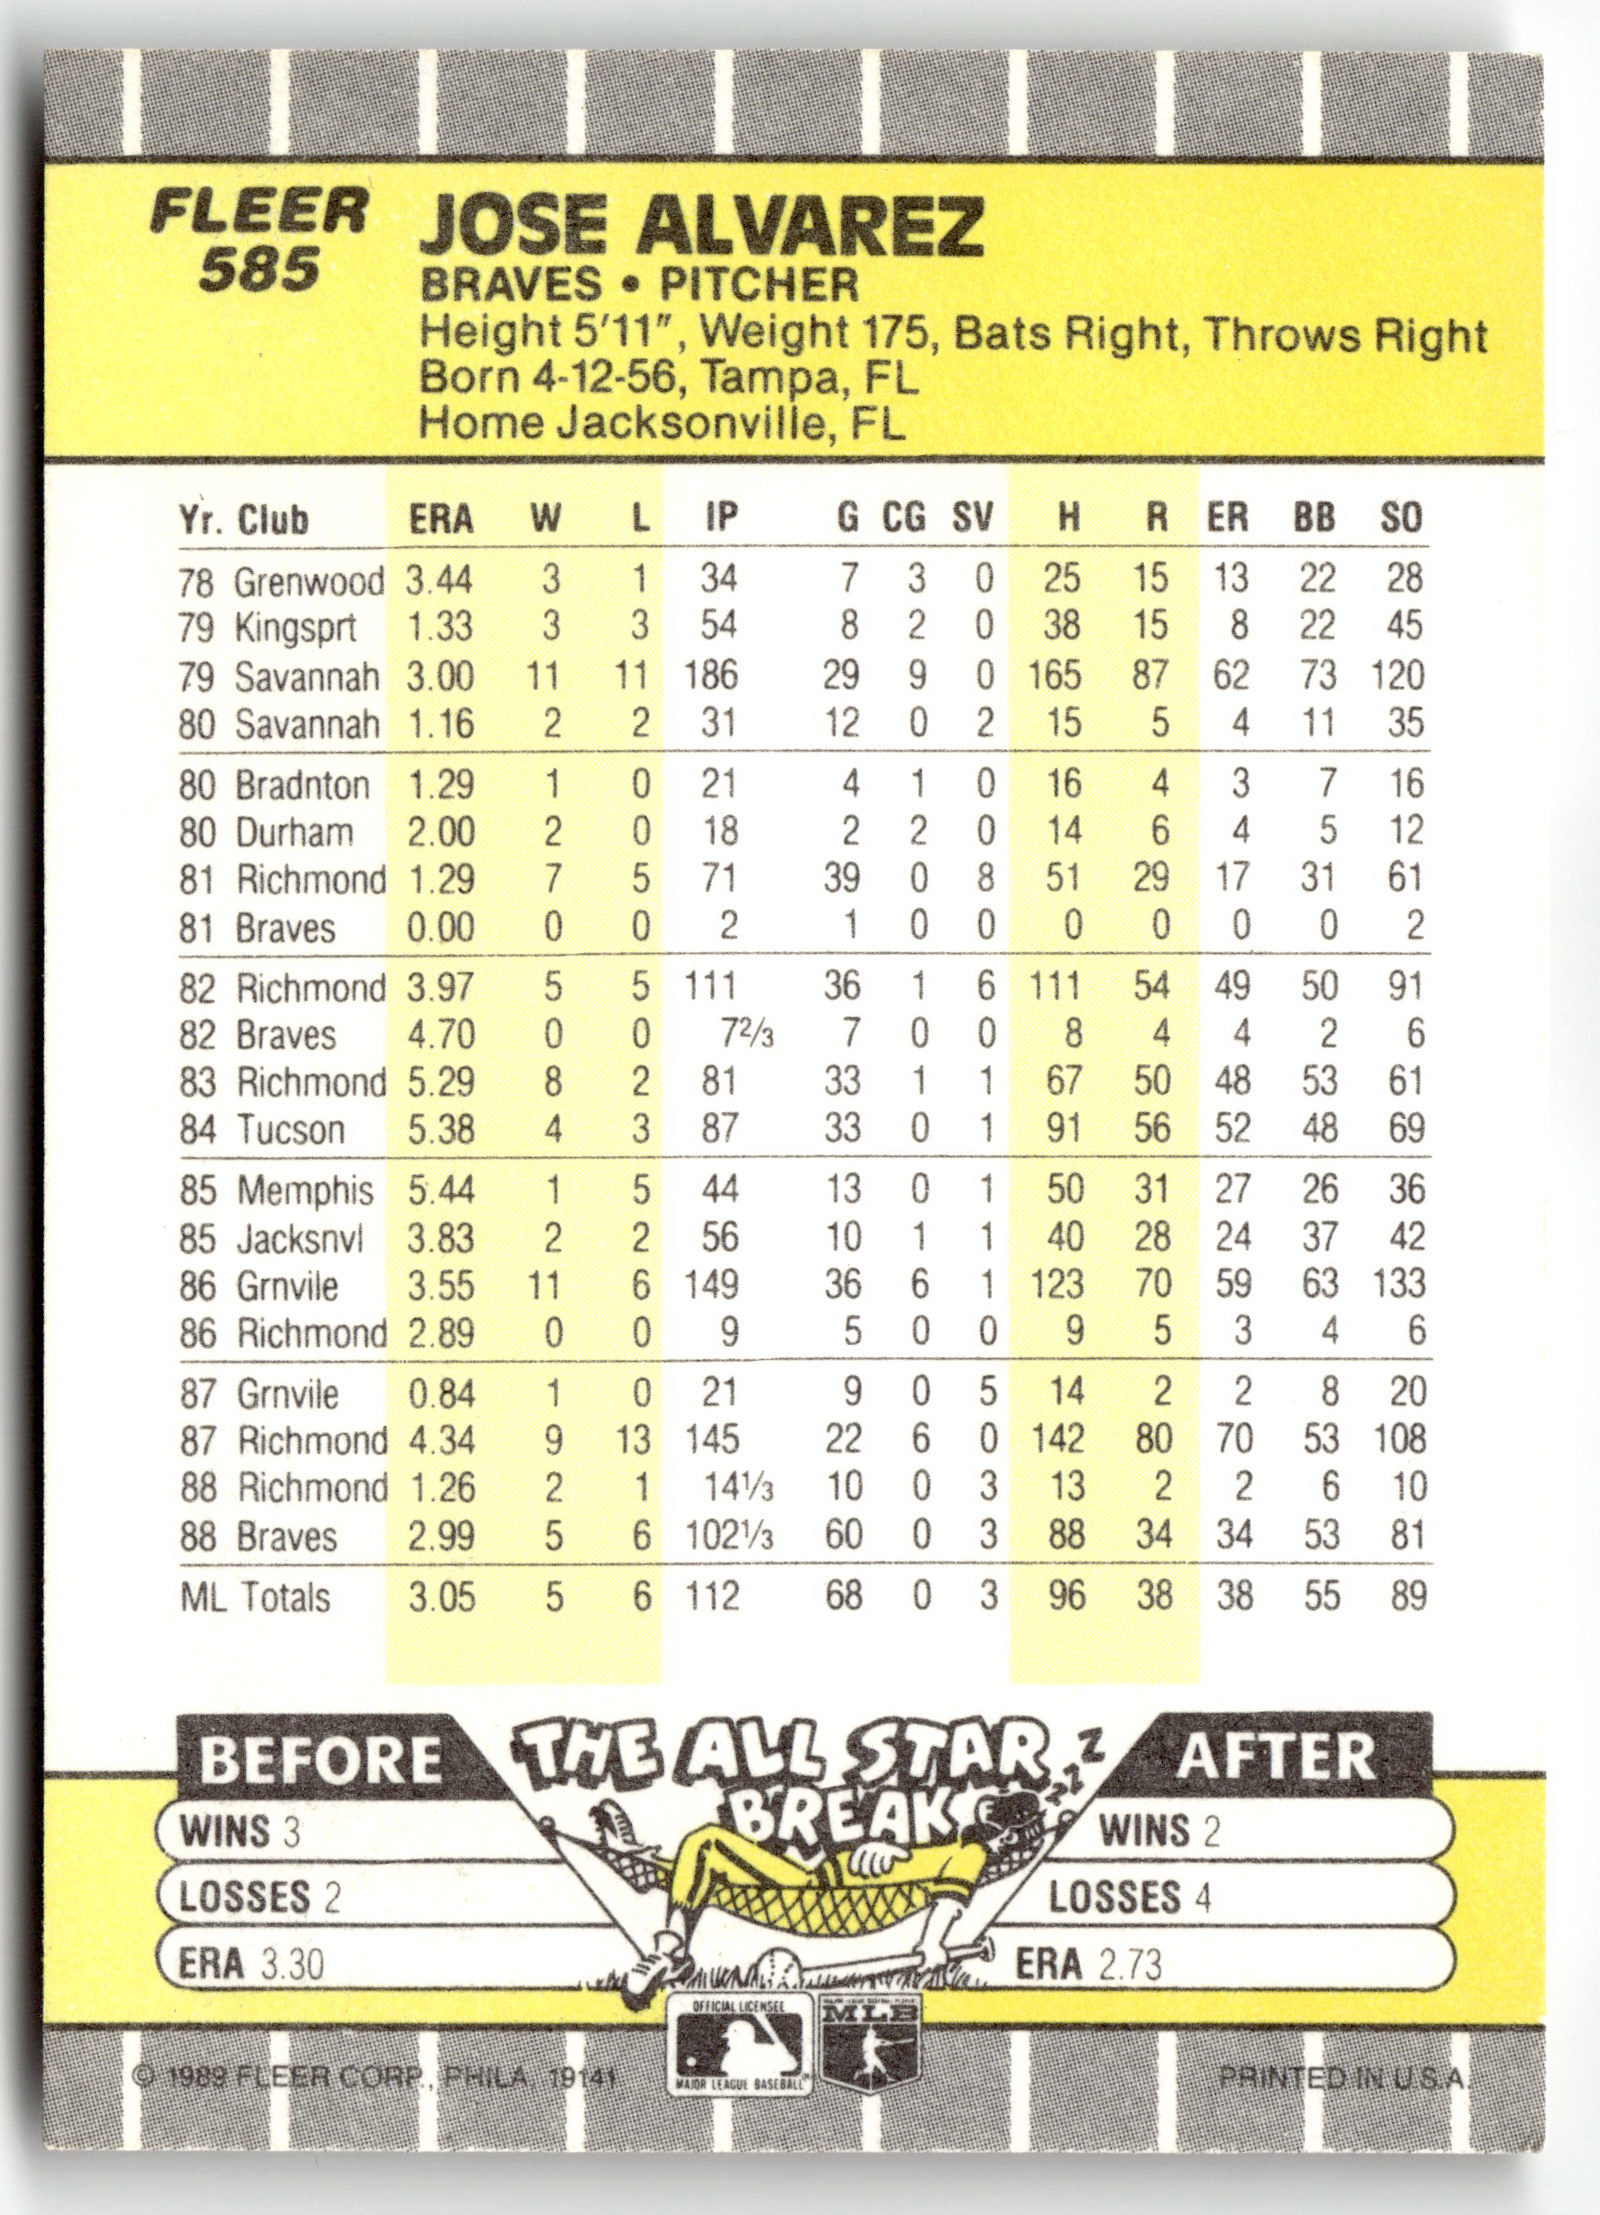 FLEER
585
JOSE ALVAREZ
BRAVES • PITCHER
Height 5'11", Weight 175, Bats Right, Throws Right
Born 4-12-56, Tampa, FL
Home Jacksonville, FL
Yr. Club ERA W L IP G CG SV H R ER BB SO
78 Grenwood 3.44 3 1 34 7 3 0 25 15 13 22 28
79 Kingsprt 1.33 3 3 54 8 2 0 38 15 8 22 45
79 Savannah 3.00 11 11 186 29 9 0 165 87 62 73 120
80 Savannah 1.16 2 2 31 12 0 2 15 5 4 11 35
80 Bradnton 1.29 1 0 21 4 1 0 16 4 3 7 16
80 Durham 2.00 2 0 18 2 2 0 14 6 4 5 12
81 Richmond 1.29 7 5 71 39 0 8 51 29 17 31 61
81 Braves 0.00 0 0 2 1 0 0 0 0 0 0 2
82 Richmond 3.97 5 5 111 36 1 6 111 54 49 50 91
82 Braves 4.70 0 0 7⅔ 7 0 0 8 4 4 2 6
83 Richmond 5.29 8 2 81 33 1 1 67 50 48 53 61
84 Tucson 5.38 4 3 87 33 0 1 91 56 52 48 69
85 Memphis 5.44 1 5 44 13 0 1 50 31 27 26 36
85 Jacksnvl 3.83 2 2 56 10 1 1 40 28 24 37 42
86 Grnvile 3.55 11 6 149 36 6 1 123 70 59 63 133
86 Richmond 2.89 0 0 9 5 0 0 9 5 3 4 6
87 Grnvile 0.84 1 0 21 9 0 5 14 2 2 8 20
87 Richmond 4.34 9 13 145 22 6 0 142 80 70 53 108
88 Richmond 1.26 2 1 14⅓ 10 0 3 13 2 2 6 10
88 Braves 2.99 5 6 102⅓ 60 0 3 88 34 34 53 81
ML Totals 3.05 5 6 112 68 0 3 96 38 38 55 89
BEFORE
WINS 3
LOSSES 2
ERA 3.30
THE ALL STAR
BREAK
ZZZZ
F
AFTER
WINS 2
LOSSES 4
ERA 2.73
OFFICIAL LICENSEE
MAJOR LEAGUE BASEBALL
MLB
© 1989 FLEER CORP., PHILA. 19141
PRINTED IN U.S.A.